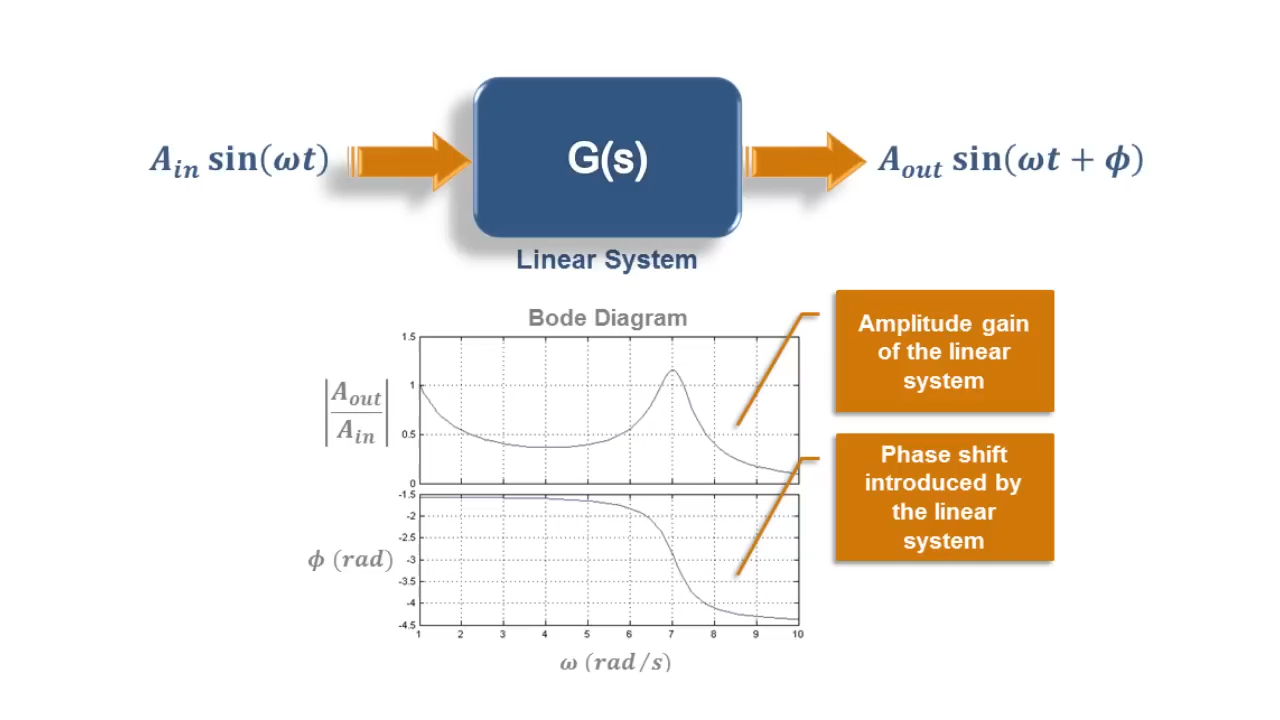 A_in sin(ωt)
G(s)
A_out sin(ωt + ϕ)
Linear System
Bode Diagram
|A_out/A_in|
1.5
1
0.5
0
Amplitude gain
of the linear
system
ϕ (rad)
-1.5
-2
-2.5
-3
-3.5
-4
-4.5
1 2 3 4 5 6 7 8 9 10
ω (rad/s)
Phase shift
introduced by
the linear
system